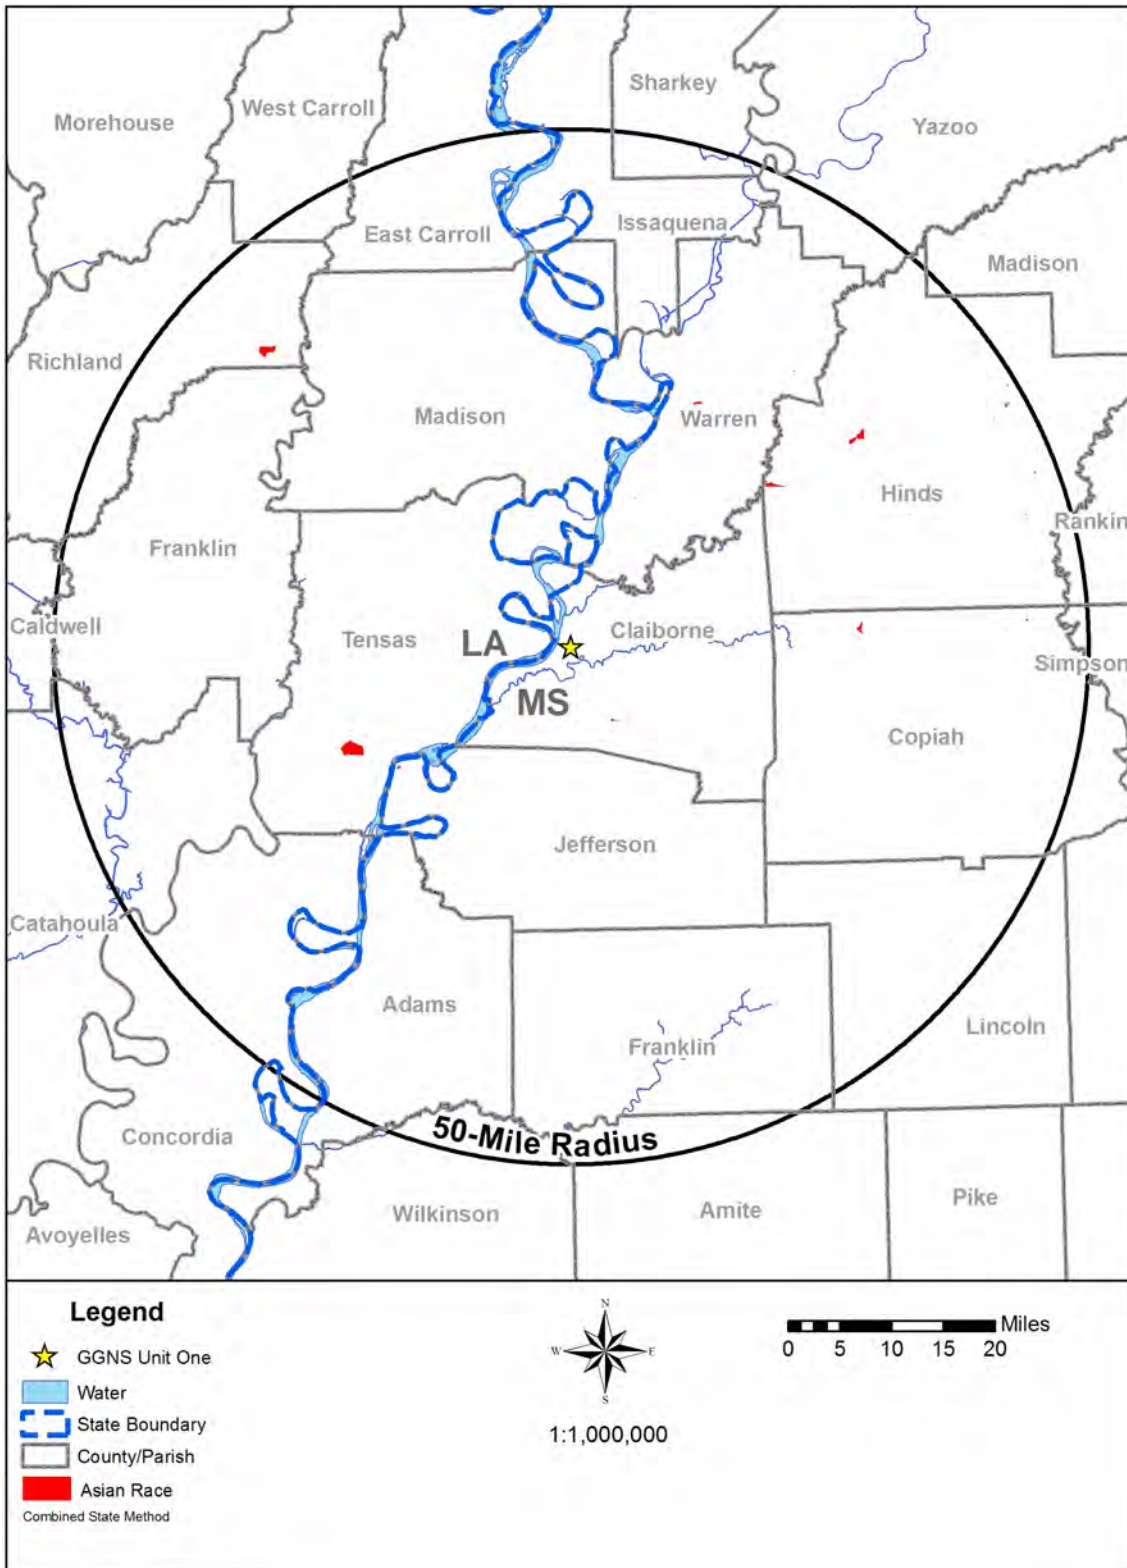 Sharkey
West Carroll
Morehouse
Yazoo
Issaquena
East Carroll
Madison
Richland
Madison
Warren
Hinds
Rankin
Franklin
Caldwell
Claiborne
Tensas
LA
Simpson
MS
Copiah
Jefferson
Catahoula
Adams
Lincoln
Franklin
Concordia
50-Mile Radius
Pike
Wilkinson
Amite
Avoyelles
Legend
GGNS Unit One
Water
State Boundary
County/Parish
Asian Race
Combined State Method
N
W
E
S
1:1,000,000
Miles
0 5 10 15 20